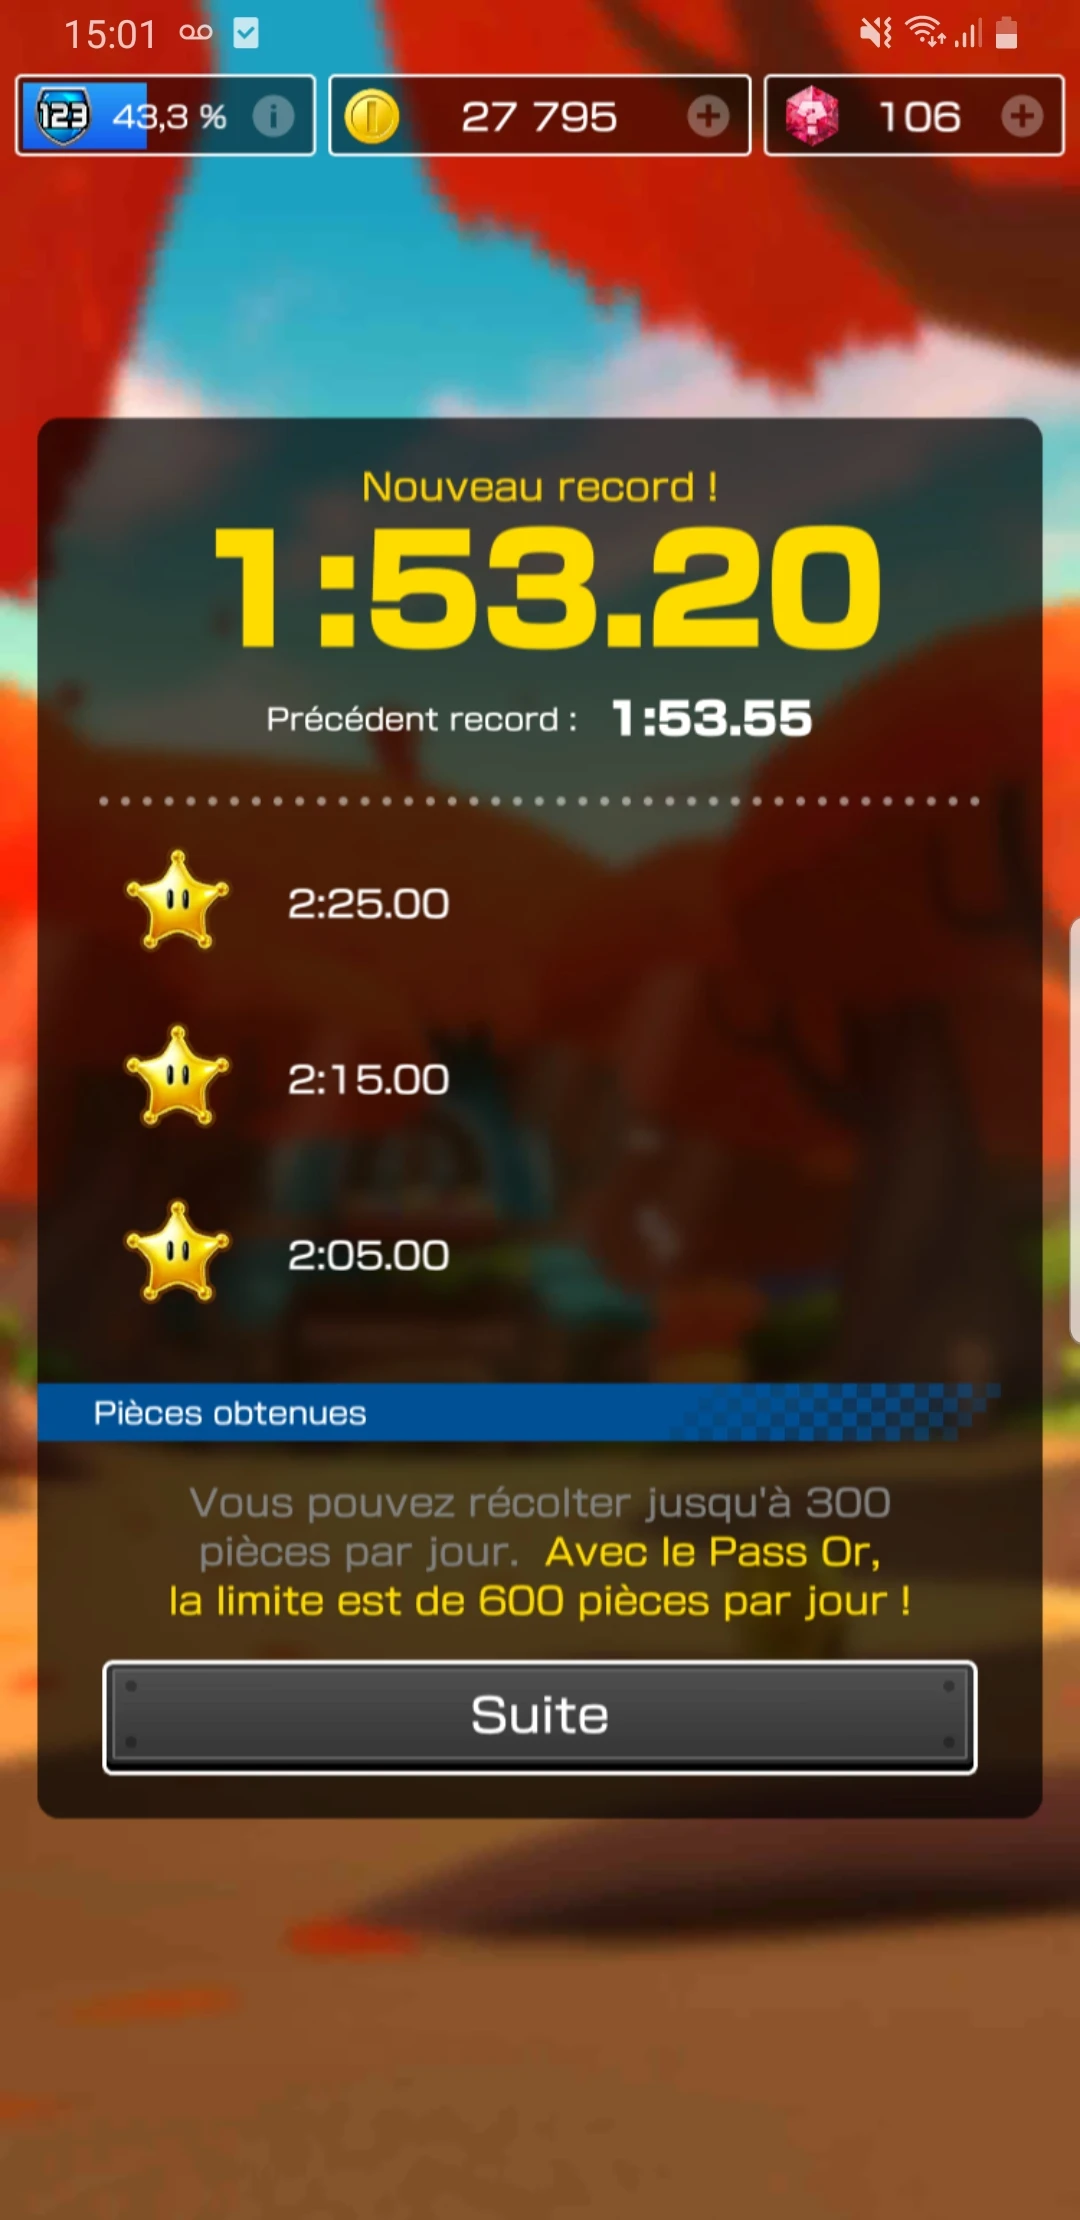 15:01
123 43,3 % i 27 795 + 106 +
Nouveau record !
1:53.20
Précédent record : 1:53.55
2:25.00
2:15.00
2:05.00
Pièces obtenues
Vous pouvez récolter jusqu'à 300
pièces par jour. Avec le Pass Or,
la limite est de 600 pièces par jour !
Suite